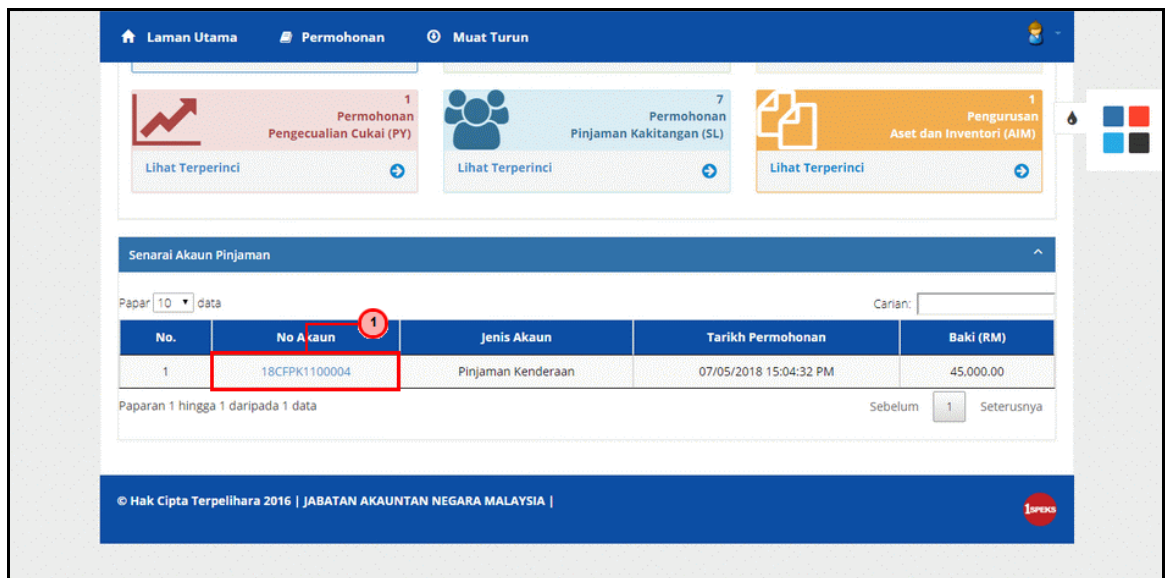 Laman Utama Permohonan Muat Turun
1
Permohonan
Pengecualian Cukai (PY)
Lihat Terperinci
7
Permohonan
Pinjaman Kakitangan (SL)
Lihat Terperinci
1
Pengurusan
Aset dan Inventori (AIM)
Lihat Terperinci
Senarai Akaun Pinjaman
Papar 10 data Carian:
1
No. No Akaun Jenis Akaun Tarikh Permohonan Baki (RM)
1 18CFPK1100004 Pinjaman Kenderaan 07/05/2018 15:04:32 PM 45,000.00
Paparan 1 hingga 1 daripada 1 data Sebelum 1 Seterusnya
© Hak Cipta Terpelihara 2016 | JABATAN AKAUNTAN NEGARA MALAYSIA |
1SPEKS